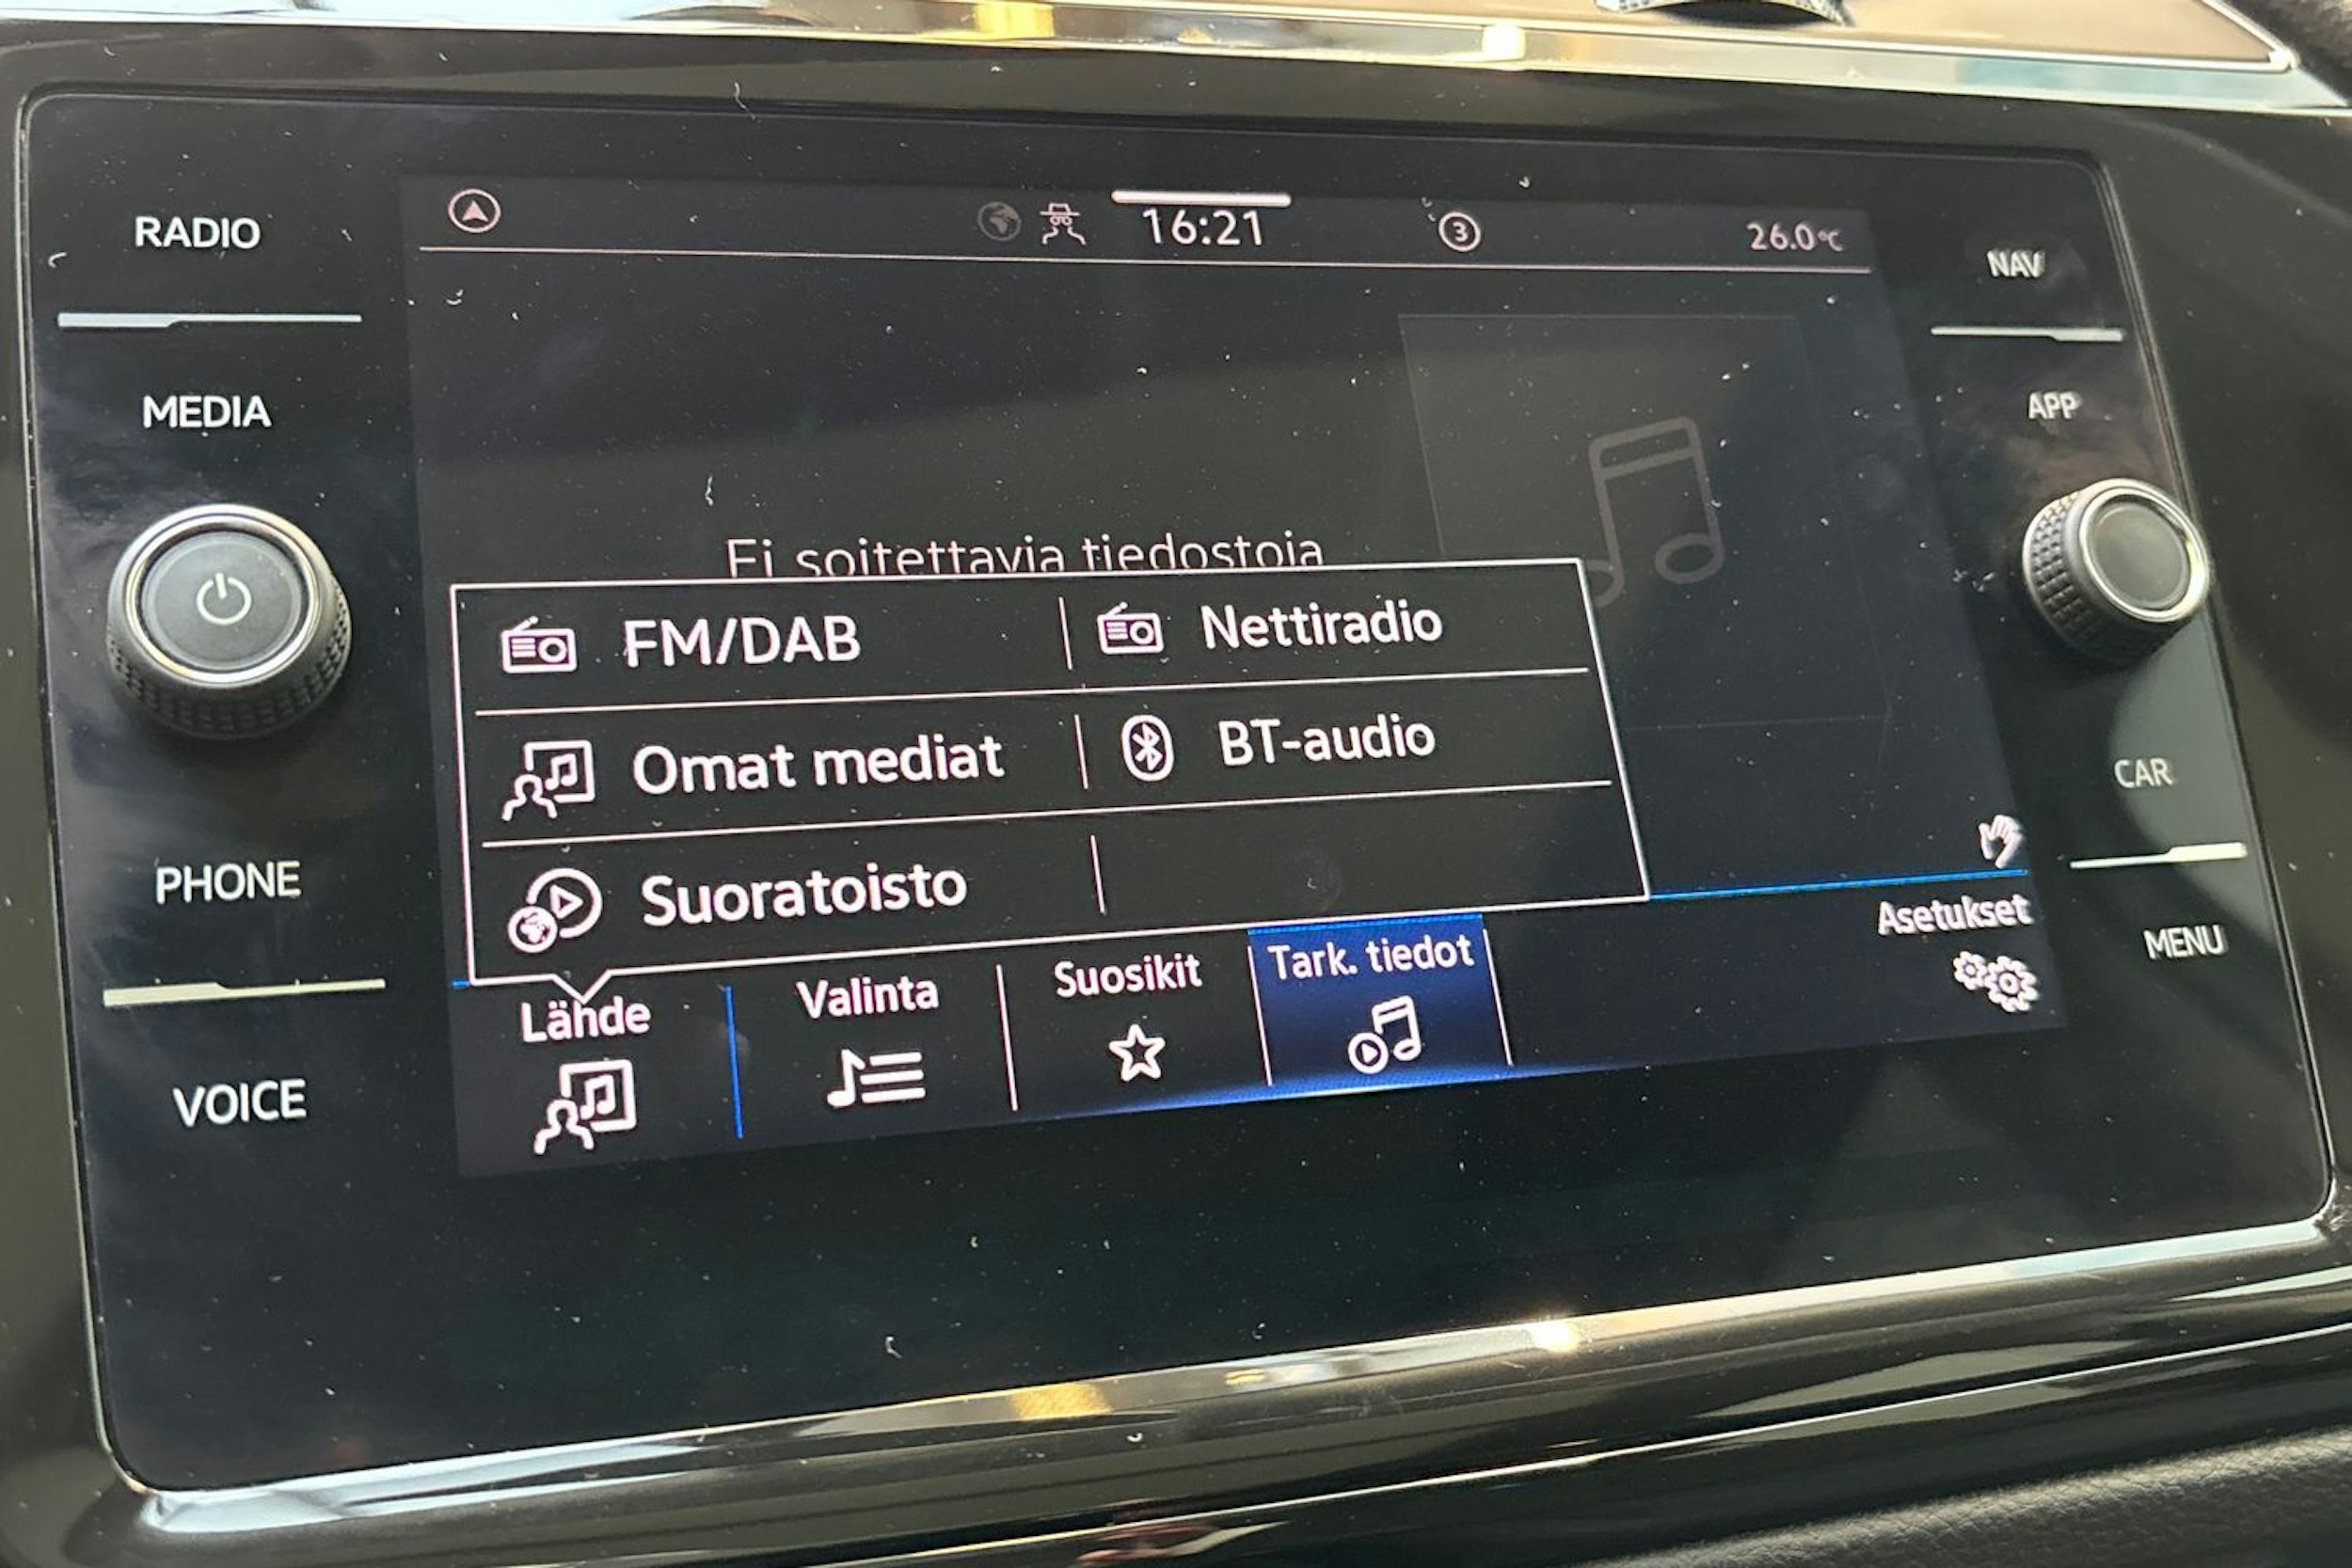 RADIO
MEDIA
PHONE
VOICE
16:21
3
26.0°C
Ei soitettavia tiedostoja
FM/DAB
Nettiradio
Omat mediat
BT-audio
Suoratoisto
Lähde
Valinta
Suosikit
Tark. tiedot
Asetukset
NAV
APP
CAR
MENU